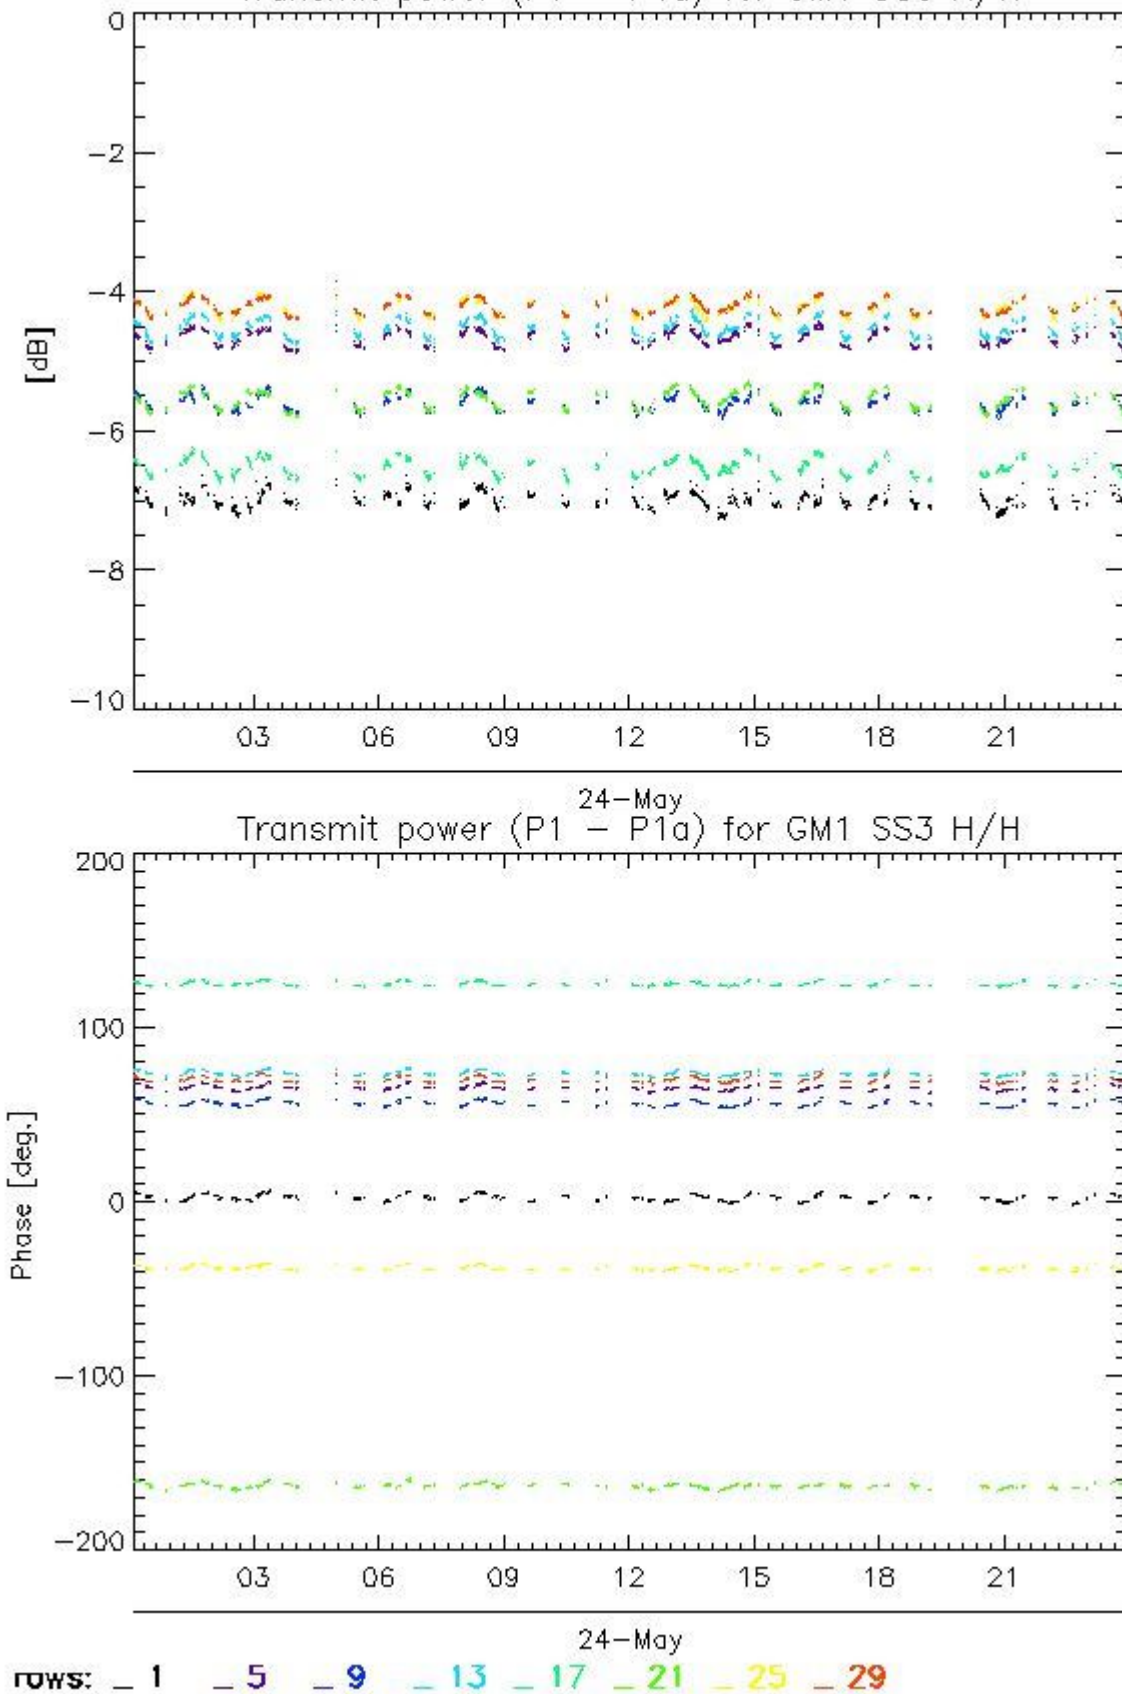 0
−2
−4
[dB]
−6
−8
−10
03 06 09 12 15 18 21
24−May
Transmit power (P1 − P1a) for GM1 SS3 H/H
200
100
Phase [deg.]
0
−100
−200
03 06 09 12 15 18 21
24−May
rows: _ 1 _ 5 _ 9 _ 13 _ 17 _ 21 _ 25 _ 29